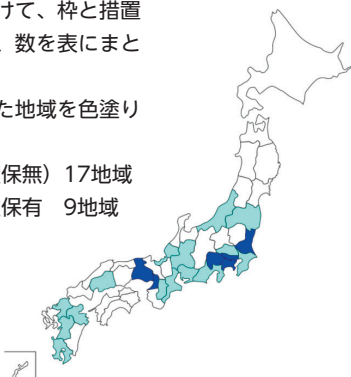 けて、枠と措置
、数を表にまと
た地域を色塗り
保無）17地域
保有　9地域